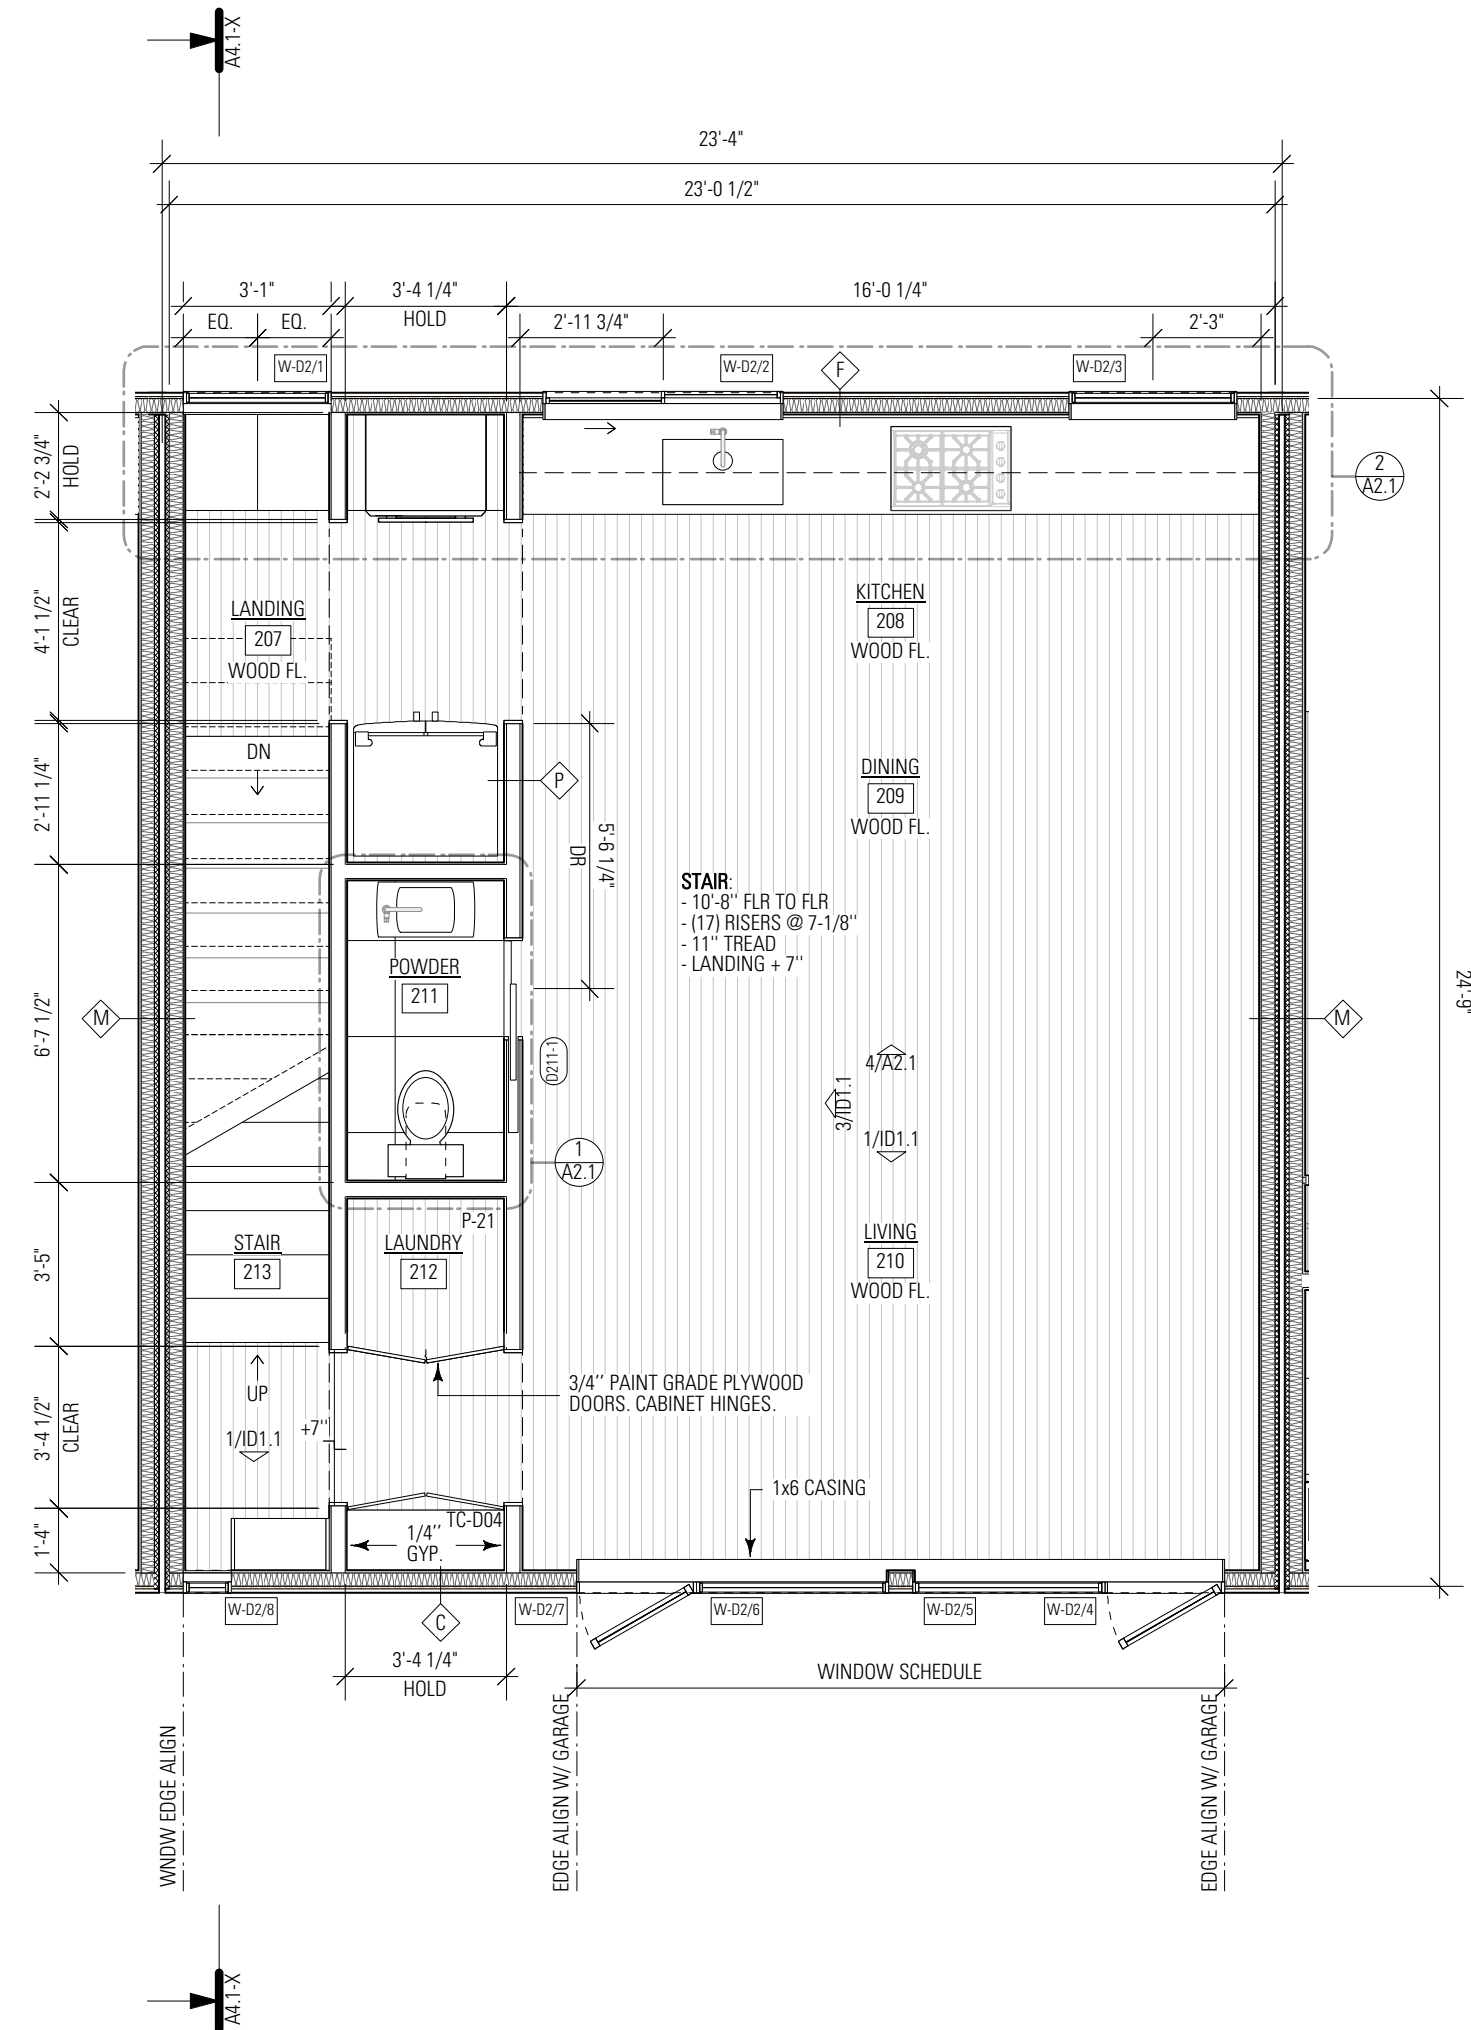 A4.1-X
23'-4"
23'-0 1/2"
3'-1"
3'-4 1/4"
HOLD
16'-0 1/4"
EQ.
EQ.
2'-11 3/4"
2'-3"
W-D2/1
W-D2/2
F
W-D2/3
2'-2 3/4"
HOLD
2
A2.1
4'-1 1/2"
CLEAR
LANDING
207
WOOD FL.
KITCHEN
208
WOOD FL.
2'-11 1/4"
DN
P
DINING
209
WOOD FL.
5'-6 1/4"
DR
STAIR:
- 10'-8'' FLR TO FLR
- (17) RISERS @ 7-1/8''
- 11'' TREAD
- LANDING + 7''
POWDER
211
6'-7 1/2"
M
M
24'-9"
D211-1
4/A2.1
3/ID1.1
1/ID1.1
1
A2.1
P-21
3'-5"
STAIR
213
LAUNDRY
212
LIVING
210
WOOD FL.
3'-4 1/2"
CLEAR
UP
1/ID1.1
+7''
3/4'' PAINT GRADE PLYWOOD
DOORS. CABINET HINGES.
1x6 CASING
1'-4"
TC-D04
1/4''
GYP.
W-D2/8
C
W-D2/7
W-D2/6
W-D2/5
W-D2/4
3'-4 1/4"
HOLD
WINDOW SCHEDULE
WNDW EDGE ALIGN
EDGE ALIGN W/ GARAGE
EDGE ALIGN W/ GARAGE
A4.1-X